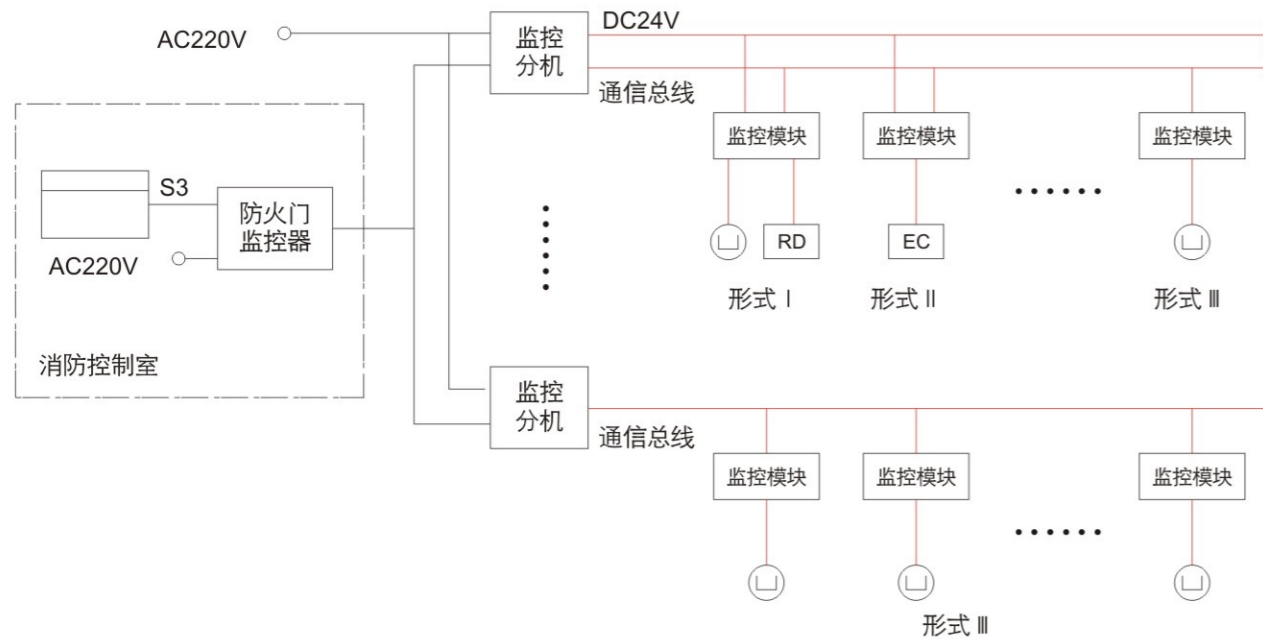 AC220V
监控
分机
DC24V
通信总线
监控模块
监控模块
监控模块
S3
防火门
监控器
AC220V
RD
EC
形式 Ⅰ
形式 Ⅱ
形式 Ⅲ
消防控制室
监控
分机
通信总线
监控模块
监控模块
监控模块
形式 Ⅲ